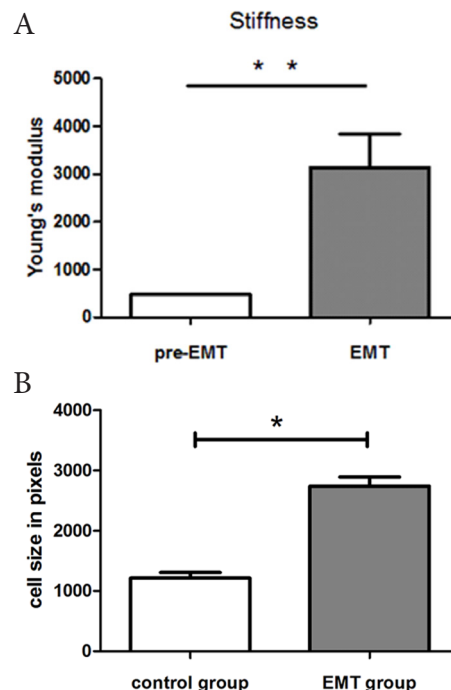 A
Stiffness
* *
5000
4000
3000
2000
1000
0
Young's modulus
pre-EMT EMT
B
*
4000
3000
2000
1000
0
cell size in pixels
control group EMT group